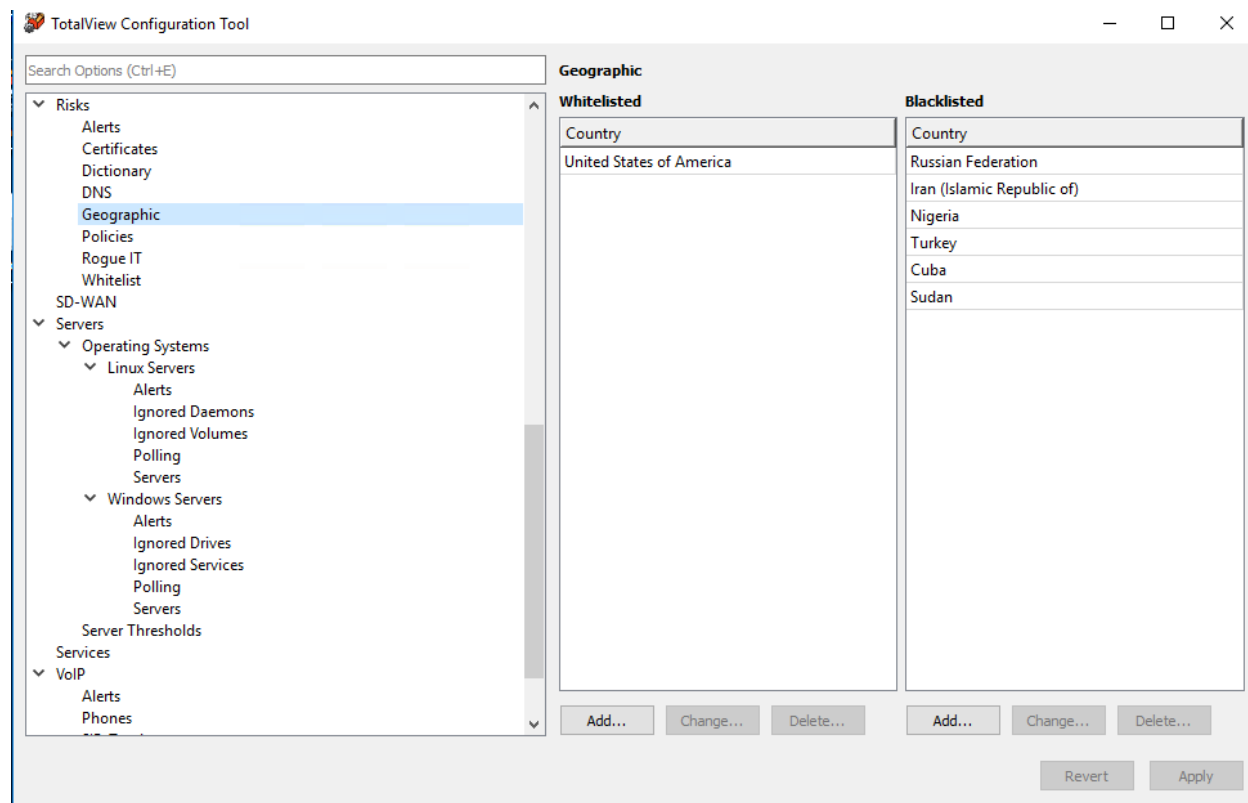 TotalView Configuration Tool
Search Options (Ctrl+E)
Risks
Alerts
Certificates
Dictionary
DNS
Geographic
Policies
Rogue IT
Whitelist
SD-WAN
Servers
Operating Systems
Linux Servers
Alerts
Ignored Daemons
Ignored Volumes
Polling
Servers
Windows Servers
Alerts
Ignored Drives
Ignored Services
Polling
Servers
Server Thresholds
Services
VoIP
Alerts
Phones
Geographic
Whitelisted
Country
United States of America
Add...
Change...
Delete...
Blacklisted
Country
Russian Federation
Iran (Islamic Republic of)
Nigeria
Turkey
Cuba
Sudan
Add...
Change...
Delete...
Revert
Apply